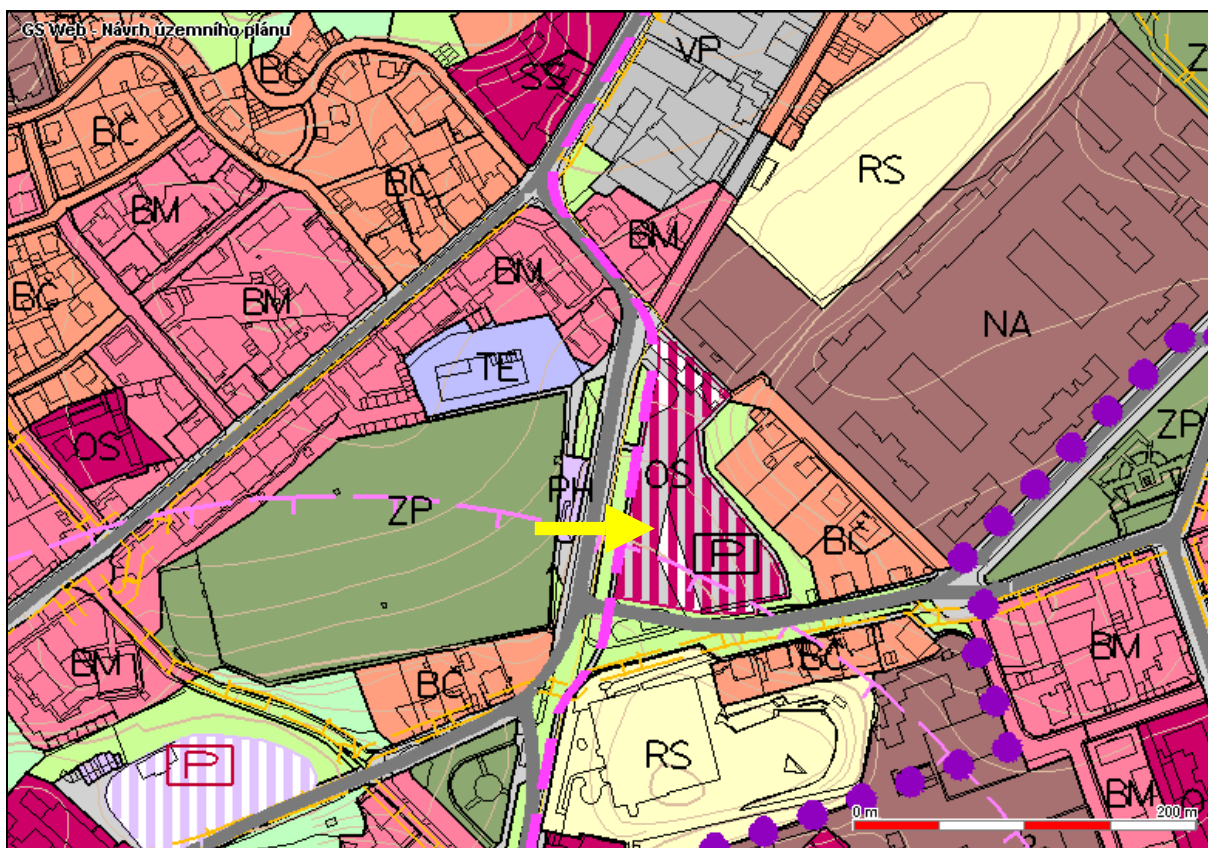 GS Web - Návrh územního plánu
BC
SS
VP
Z
BC
BC
RS
BM
BM
BM
BC
BM
NA
TE
OS
ZP
OS
PH
ZP
P
BC
BM
BC
BC
BM
P
RS
BM
O
0 m
200 m